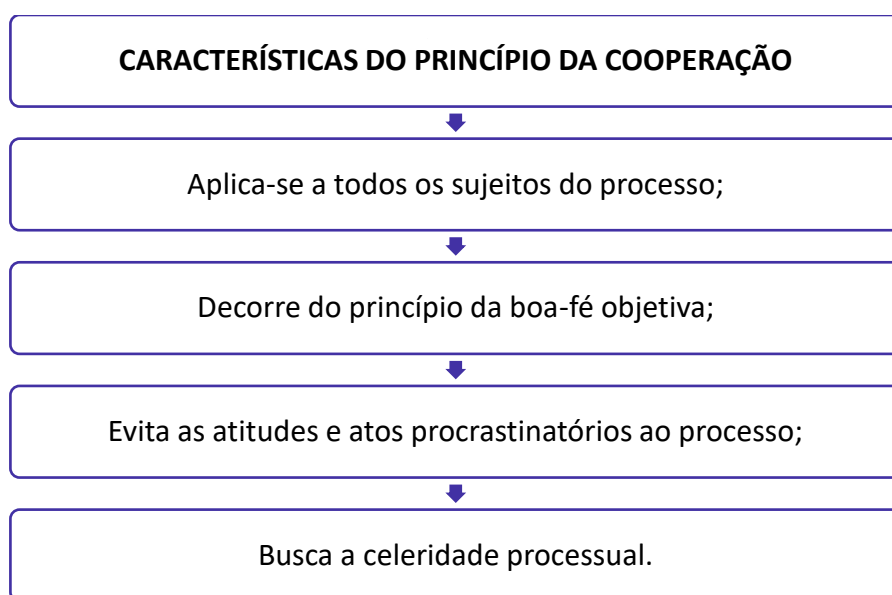 CARACTERÍSTICAS DO PRINCÍPIO DA COOPERAÇÃO
Aplica-se a todos os sujeitos do processo;
Decorre do princípio da boa-fé objetiva;
Evita as atitudes e atos procrastinatórios ao processo;
Busca a celeridade processual.